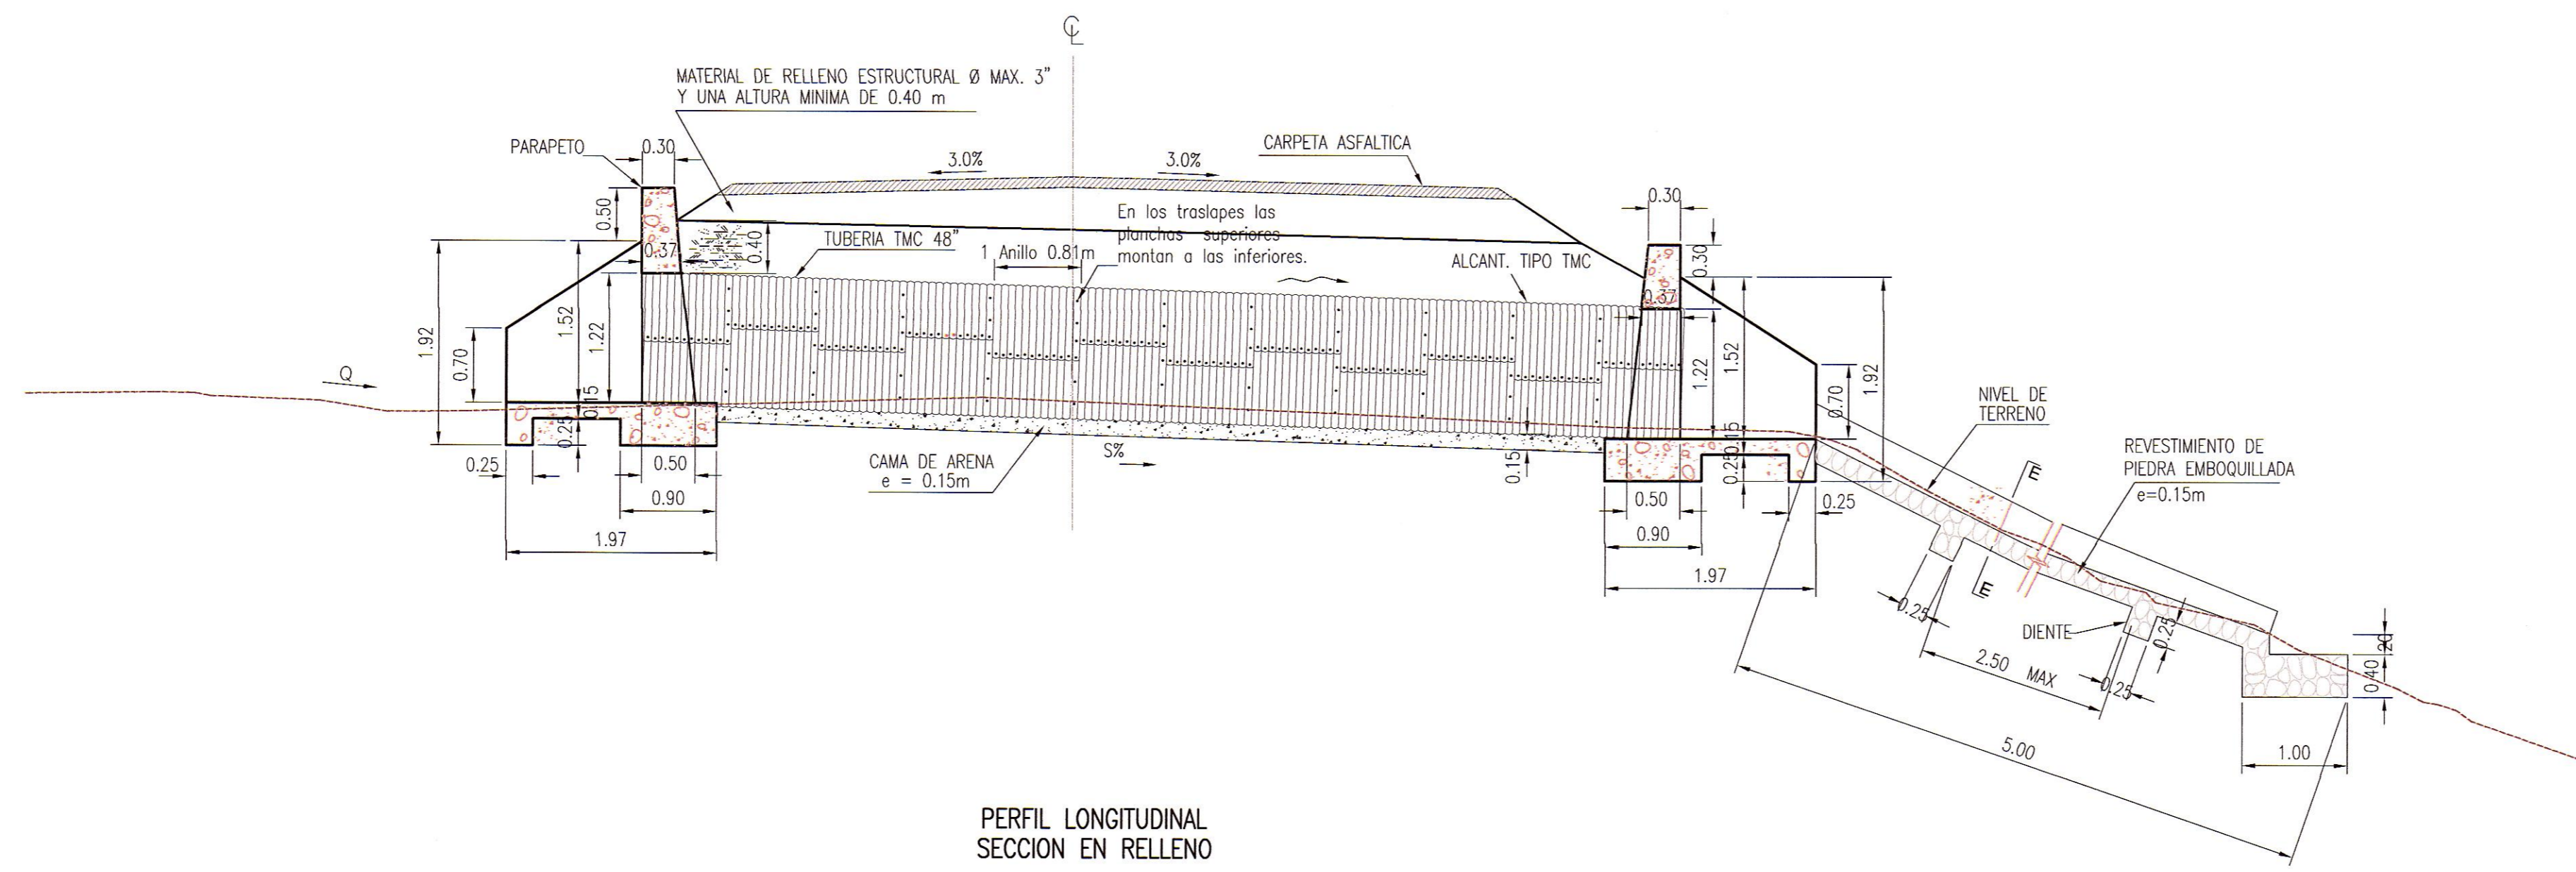 CL
MATERIAL DE RELLENO ESTRUCTURAL Ø MAX. 3"
Y UNA ALTURA MINIMA DE 0.40 m
PARAPETO
0.30
3.0%
3.0%
CARPETA ASFALTICA
0.50
0.37
0.40
TUBERIA TMC 48"
1 Anillo 0.81m
En los traslapes las
planchas superiores
montan a las inferiores.
ALCANT. TIPO TMC
0.30
0.30
0.37
1.92
0.70
1.52
1.22
0.15
0.25
Q
0.25
0.50
0.90
1.97
CAMA DE ARENA
e = 0.15m
S%
0.15
1.22
1.52
0.15
0.25
0.70
1.92
0.50
0.25
0.90
1.97
NIVEL DE
TERRENO
REVESTIMIENTO DE
PIEDRA EMBOQUILLADA
e=0.15m
E
E
0.25
DIENTE
0.25
2.50 MAX
0.25
20
0.40
5.00
1.00
PERFIL LONGITUDINAL
SECCION EN RELLENO